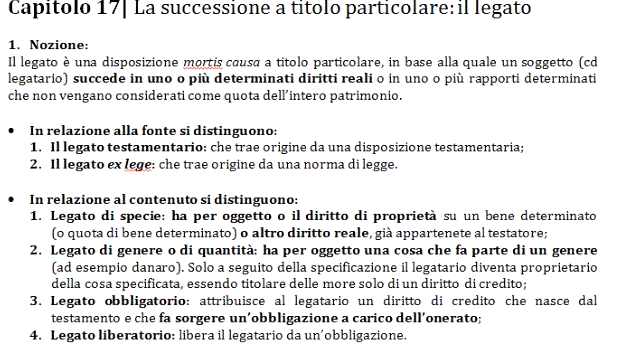 Capitolo 17| La successione a titolo particolare: il legato
1. Nozione:
Il legato è una disposizione mortis causa a titolo particolare, in base alla quale un soggetto (cd
legatario) succede in uno o più determinati diritti reali o in uno o più rapporti determinati
che non vengano considerati come quota dell'intero patrimonio.
• In relazione alla fonte si distinguono:
1. Il legato testamentario: che trae origine da una disposizione testamentaria;
2. Il legato ex lege: che trae origine da una norma di legge.
• In relazione al contenuto si distinguono:
1. Legato di specie: ha per oggetto o il diritto di proprietà su un bene determinato
(o quota di bene determinato) o altro diritto reale, già appartenete al testatore;
2. Legato di genere o di quantità: ha per oggetto una cosa che fa parte di un genere
(ad esempio danaro). Solo a seguito della specificazione il legatario diventa proprietario
della cosa specificata, essendo titolare delle more solo di un diritto di credito;
3. Legato obbligatorio: attribuisce al legatario un diritto di credito che nasce dal
testamento e che fa sorgere un'obbligazione a carico dell'onerato;
4. Legato liberatorio: libera il legatario da un'obbligazione.